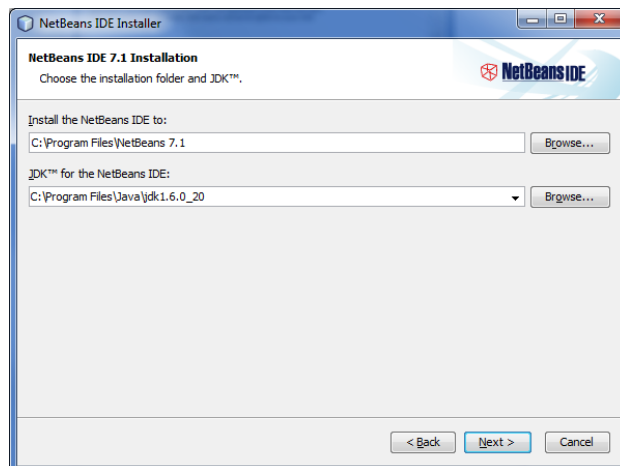 NetBeans IDE Installer
NetBeans IDE 7.1 Installation
Choose the installation folder and JDK™.
NetBeans IDE
Install the NetBeans IDE to:
C:\Program Files\NetBeans 7.1
Browse...
JDK™ for the NetBeans IDE:
C:\Program Files\Java\jdk1.6.0_20
Browse...
< Back
Next >
Cancel